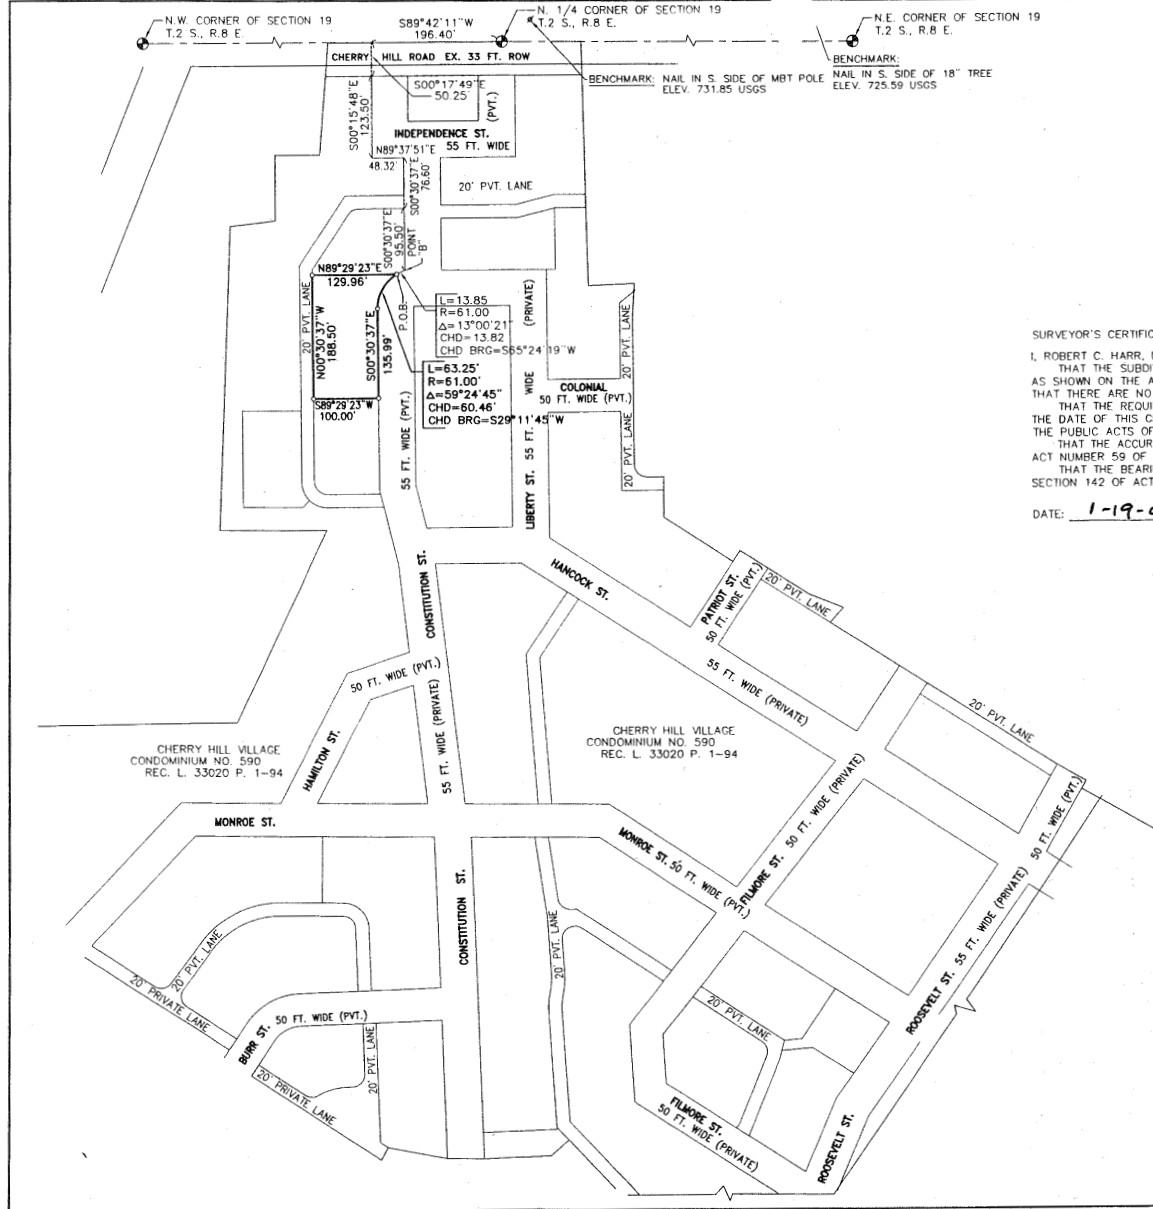 N.W. CORNER OF SECTION 19
T.2 S., R.8 E.
S89°42'11"W
196.40'
N. 1/4 CORNER OF SECTION 19
T.2 S., R.8 E.
N.E. CORNER OF SECTION 19
T.2 S., R.8 E.
CHERRY HILL ROAD EX. 33 FT. ROW
BENCHMARK: NAIL IN S. SIDE OF MBT POLE
ELEV. 731.85 USGS
BENCHMARK:
NAIL IN S. SIDE OF 18" TREE
ELEV. 725.59 USGS
S00°17'49"E
50.25'
(PVT.)
S00°15'48"E
123.50'
INDEPENDENCE ST.
55 FT. WIDE
N89°37'51"E
48.32'
S00°30'37"E
76.60'
20' PVT. LANE
S00°30'37"E
95.50'
POINT
"B"
N89°29'23"E
129.96'
20' PVT. LANE
N00°30'37"W
188.50'
S00°30'37"E
135.99'
P.O.B.
S89°29'23"W
100.00'
L=13.85
R=61.00
Δ=13°00'21"
CHD=13.82
CHD BRG=S65°24'19"W
L=63.25'
R=61.00'
Δ=59°24'45"
CHD=60.46'
CHD BRG=S29°11'45"W
55 FT. WIDE (PVT.)
LIBERTY ST. 55 FT. WIDE (PRIVATE)
COLONIAL
50 FT. WIDE (PVT.)
20' PVT. LANE
20' PVT. LANE
SURVEYOR'S CERTIFIC
I, ROBERT C. HARR,
THAT THE SUBDI
AS SHOWN ON THE A
THAT THERE ARE NO
THAT THE REQUI
THE DATE OF THIS C
THE PUBLIC ACTS OF
THAT THE ACCUR
ACT NUMBER 59 OF
THAT THE BEARI
SECTION 142 OF ACT
DATE: 1-19-
HANCOCK ST.
PATRIOT ST.
50 FT. WIDE (PVT.)
20' PVT. LANE
55 FT. WIDE (PRIVATE)
20' PVT. LANE
CONSTITUTION ST.
50 FT. WIDE (PVT.)
55 FT. WIDE (PRIVATE)
HAMILTON ST.
CHERRY HILL VILLAGE
CONDOMINIUM NO. 590
REC. L. 33020 P. 1-94
CHERRY HILL VILLAGE
CONDOMINIUM NO. 590
REC. L. 33020 P. 1-94
MONROE ST.
MONROE ST. 50 FT. WIDE (PVT.)
FILMORE ST. 50 FT. WIDE (PRIVATE)
50 FT. WIDE (PVT.)
ROOSEVELT ST. 55 FT. WIDE (PRIVATE)
CONSTITUTION ST.
20' PVT. LANE
20' PVT. LANE
20' PRIVATE LANE
BURR ST. 50 FT. WIDE (PVT.)
20' PVT. LANE
20' PRIVATE LANE
20' PVT. LANE
FILMORE ST.
50 FT. WIDE (PRIVATE)
ROOSEVELT ST.